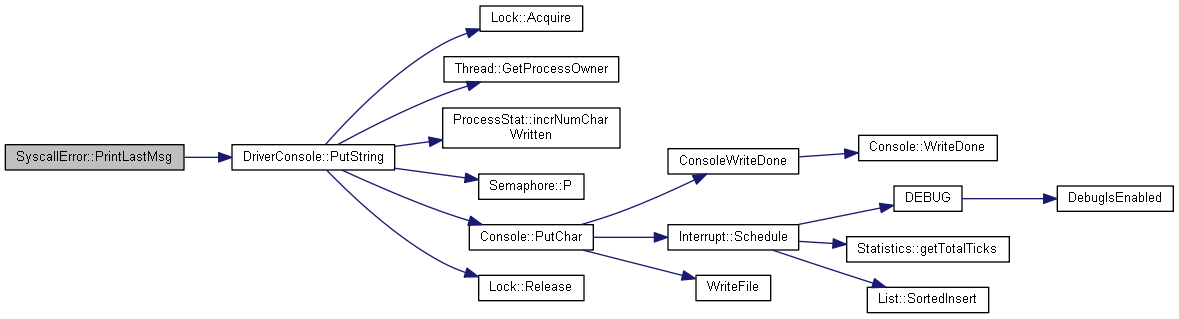 SyscallError::PrintLastMsg
DriverConsole::PutString
Lock::Acquire
Thread::GetProcessOwner
ProcessStat::incrNumChar
Written
Semaphore::P
Console::PutChar
Lock::Release
ConsoleWriteDone
Interrupt::Schedule
WriteFile
Console::WriteDone
DEBUG
Statistics::getTotalTicks
List::SortedInsert
DebugIsEnabled